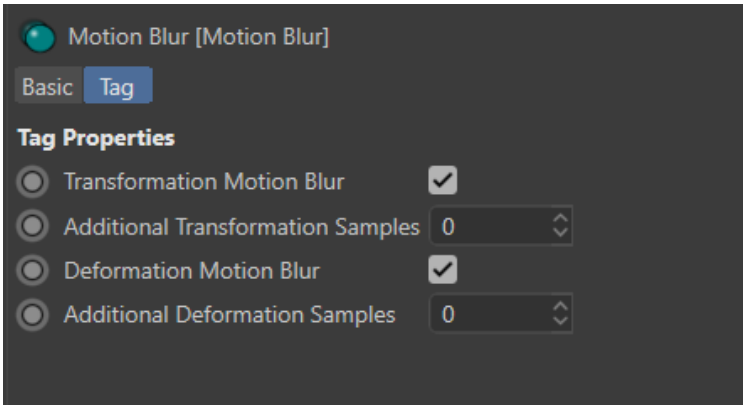 Motion Blur [Motion Blur]
Basic Tag
Tag Properties
Transformation Motion Blur
Additional Transformation Samples 0
Deformation Motion Blur
Additional Deformation Samples 0